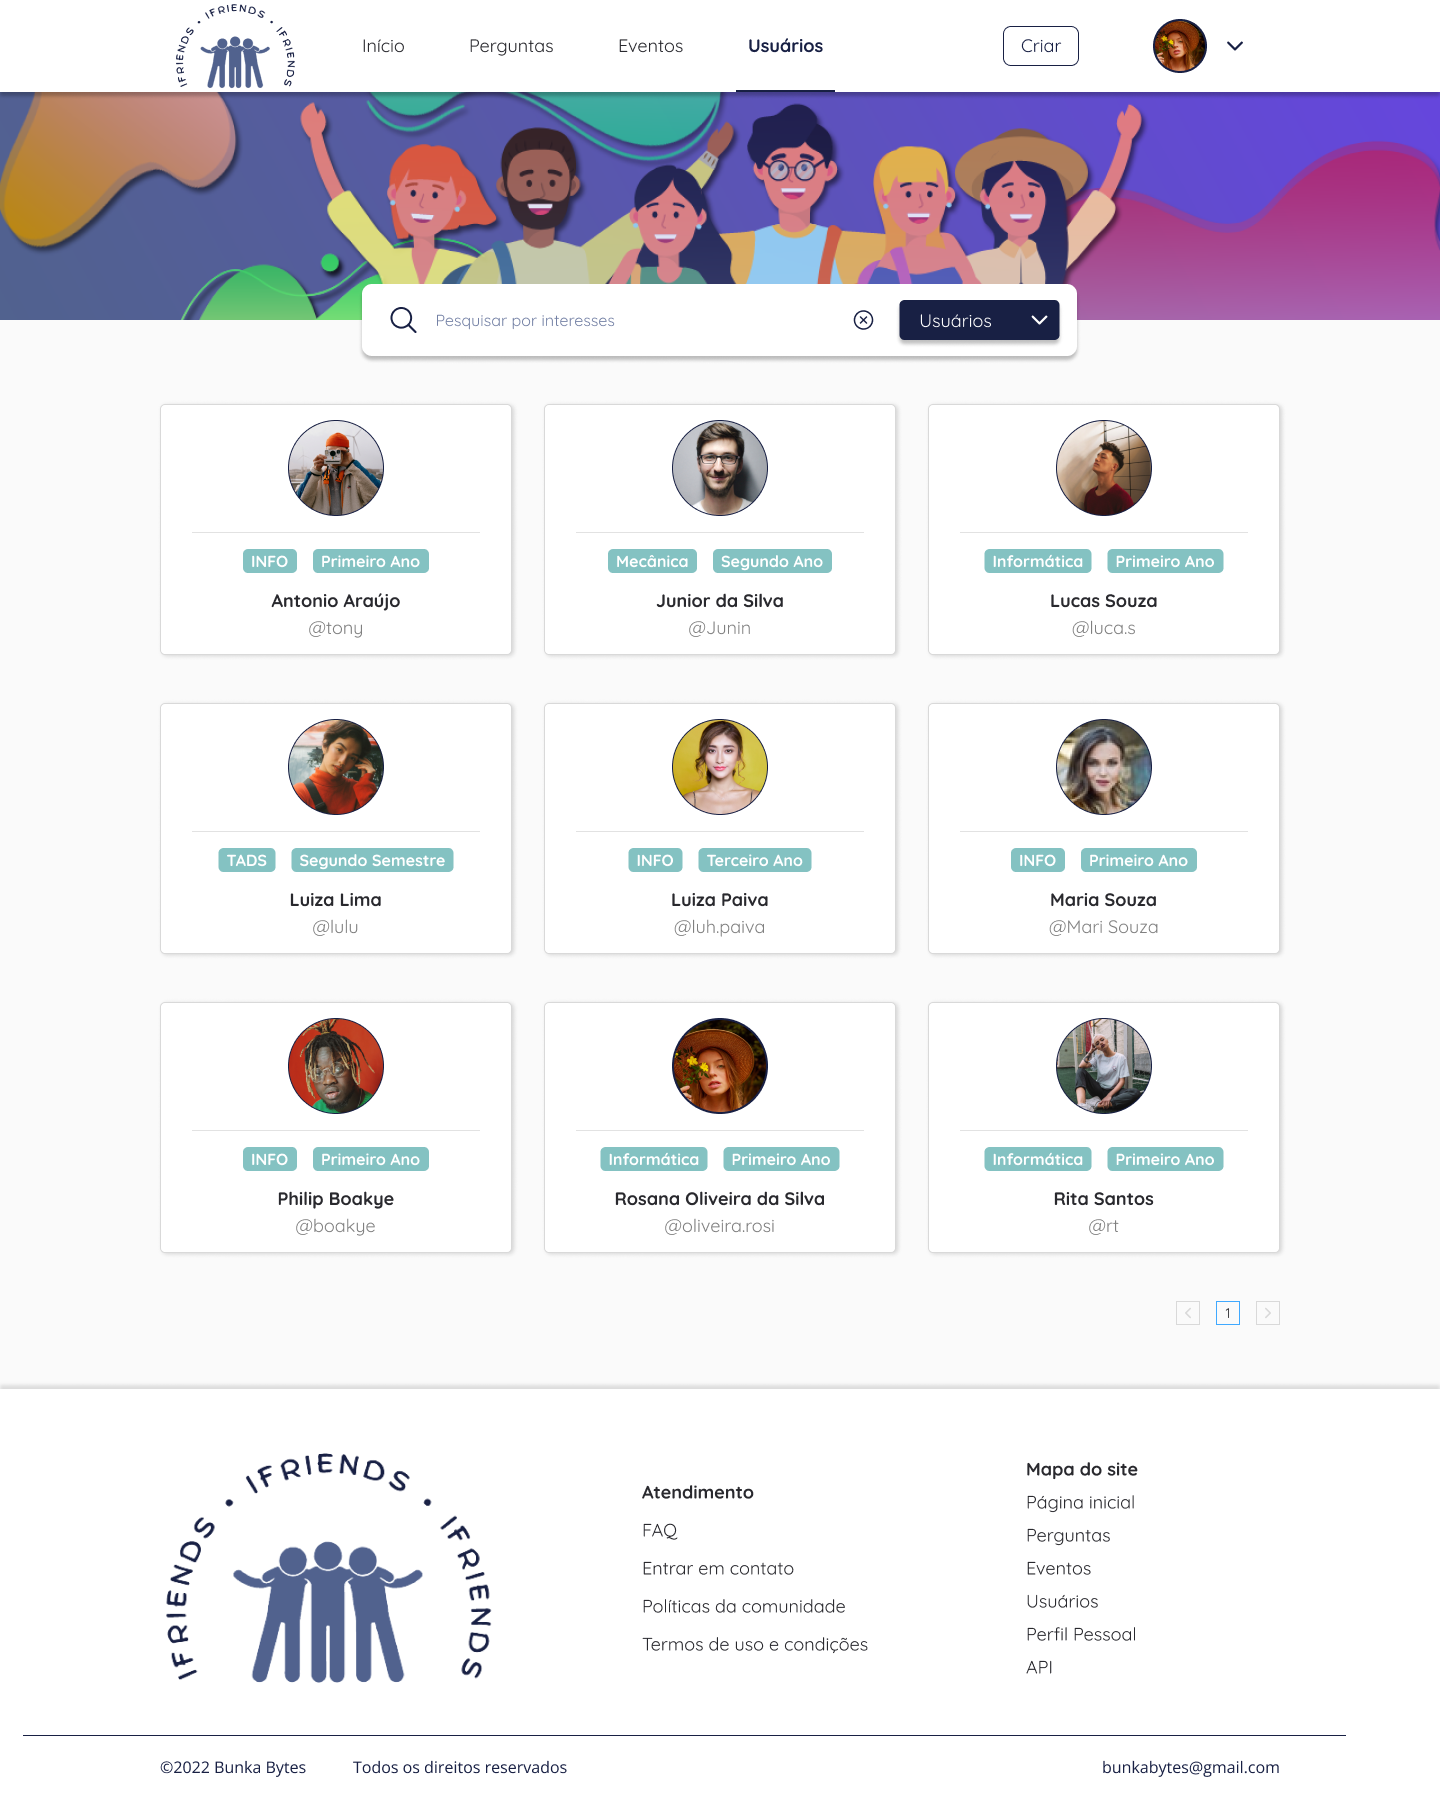 IFRIENDS • IFRIENDS • IFRIENDS
Início
Perguntas
Eventos
Usuários
Criar
Pesquisar por interesses
Usuários
INFO Primeiro Ano
Antonio Araújo
@tony
Mecânica Segundo Ano
Junior da Silva
@Junin
Informática Primeiro Ano
Lucas Souza
@luca.s
TADS Segundo Semestre
Luiza Lima
@lulu
INFO Terceiro Ano
Luiza Paiva
@luh.paiva
INFO Primeiro Ano
Maria Souza
@Mari Souza
INFO Primeiro Ano
Philip Boakye
@boakye
Informática Primeiro Ano
Rosana Oliveira da Silva
@oliveira.rosi
Informática Primeiro Ano
Rita Santos
@rt
1
IFRIENDS • IFRIENDS • IFRIENDS
Atendimento
FAQ
Entrar em contato
Políticas da comunidade
Termos de uso e condições
Mapa do site
Página inicial
Perguntas
Eventos
Usuários
Perfil Pessoal
API
©2022 Bunka Bytes
Todos os direitos reservados
bunkabytes@gmail.com